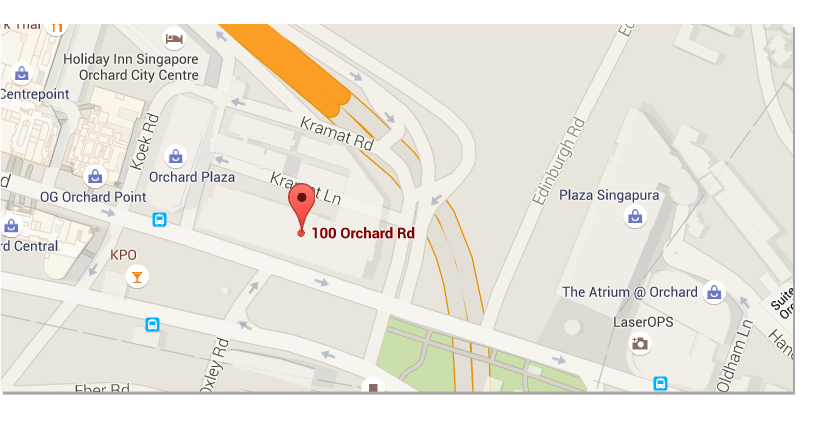 Thai
Holiday Inn Singapore
Orchard City Centre
Centrepoint
Koek Rd
Kramat Rd
Edinburgh Rd
Orchard Plaza
Kramat Ln
OG Orchard Point
Plaza Singapura
100 Orchard Rd
rd Central
KPO
The Atrium @ Orchard
Suite
LaserOPS
Oldham Ln
Oxley Rd
Eber Rd